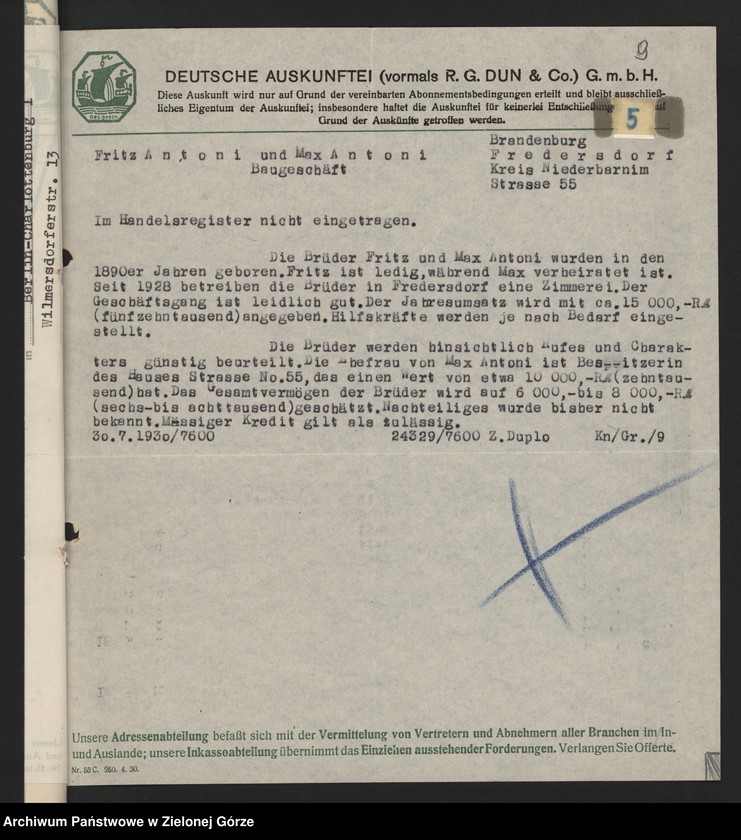 9
DEUTSCHE AUSKUNFTEI (vormals R. G. DUN & Co.) G. m. b. H.
Diese Auskunft wird nur auf Grund der vereinbarten Abonnementsbedingungen erteilt und bleibt ausschließ-
liches Eigentum der Auskunftei; insbesondere haftet die Auskunftei für keinerlei auf
Grund der Auskünfte getroffen werden.
5
Brandenburg
Fritz A n t o n i und Max A n t o n i F r e d e r s d o r f
Baugeschäft Kreis Niederbarnim
Strasse 55
Im Handelsregister nicht eingetragen.
Die Brüder Fritz und Max Antoni wurden in den
1890er Jahren geboren.Fritz ist ledig,während Max verheiratet ist.
Seit 1928 betreiben die Brüder in Fredersdorf eine Zimmerei.Der
Geschäftsgang ist leidlich gut.Der Jahresumsatz wird mit ca.15 000,-RM
(fünfzehntausend)angegeben.Hilfskräfte werden je nach Bedarf einge-
stellt.
Die Brüder werden hinsichtlich Rufes und Charak-
ters günstig beurteilt.Die Ehefrau von Max Antoni ist Besitzerin
des Hauses Strasse No.55,das einen Wert von etwa 10 000,-RM(zehntau-
send)hat.Das Gesamtvermögen der Brüder wird auf 6 000,-bis 8 000,-RM
(sechs-bis achttausend)geschätzt.Nachteiliges wurde bisher nicht
bekannt.Mässiger Kredit gilt als zulässig.
3o.7.193o/7600 24329/7600 Z.Duplo Kn/Gr./9
Berlin-Charlottenburg 1
Wilmersdorferstr. 13
in
Unsere Adressenabteilung befaßt sich mit der Vermittelung von Vertretern und Abnehmern aller Branchen im In-
und Auslande; unsere Inkassoabteilung übernimmt das Einziehen ausstehender Forderungen. Verlangen Sie Offerte.
Nr. 53 C. 250. 4. 30.
Archiwum Państwowe w Zielonej Górze